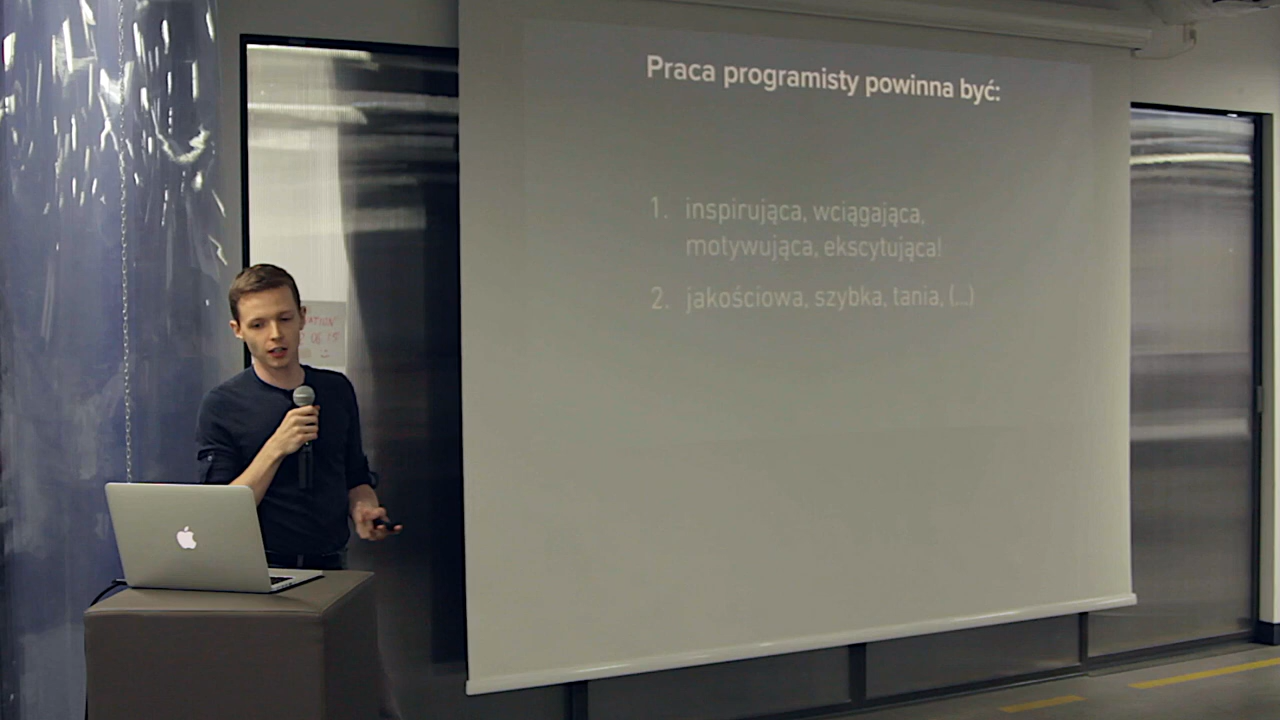 Praca programisty powinna być:
1. inspirująca, wciągająca,
motywująca, ekscytująca!
2. jakościowa, szybka, tania, (...)